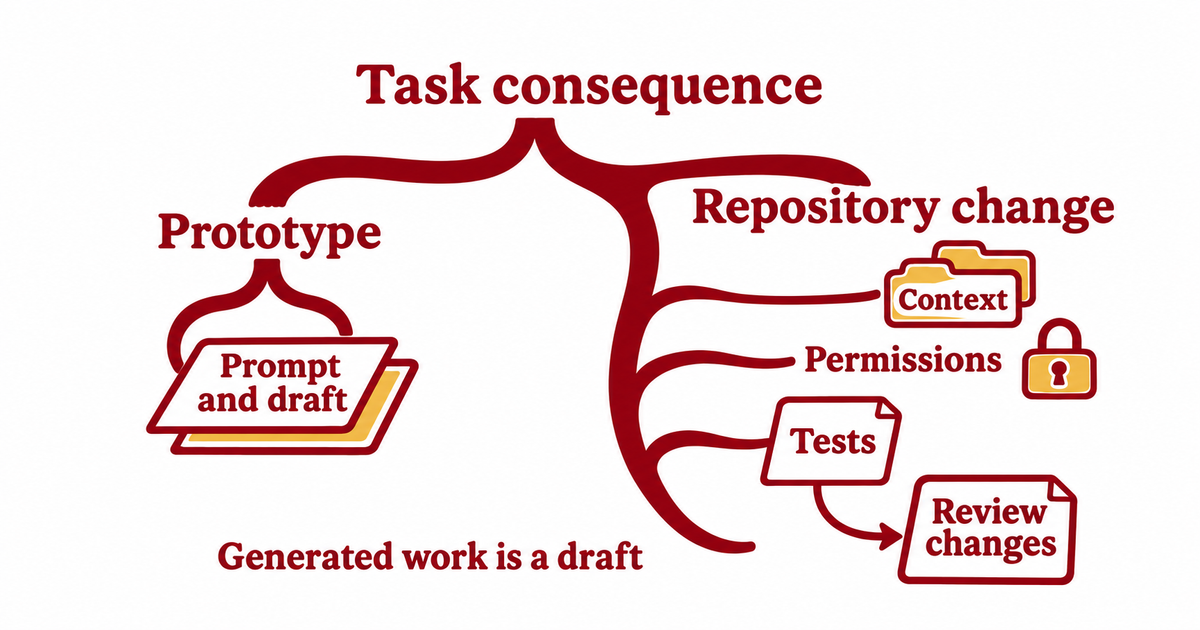 Task consequence
Prototype
Repository change
Prompt
and draft
Context
Permissions
Tests
Review
changes
Generated work is a draft